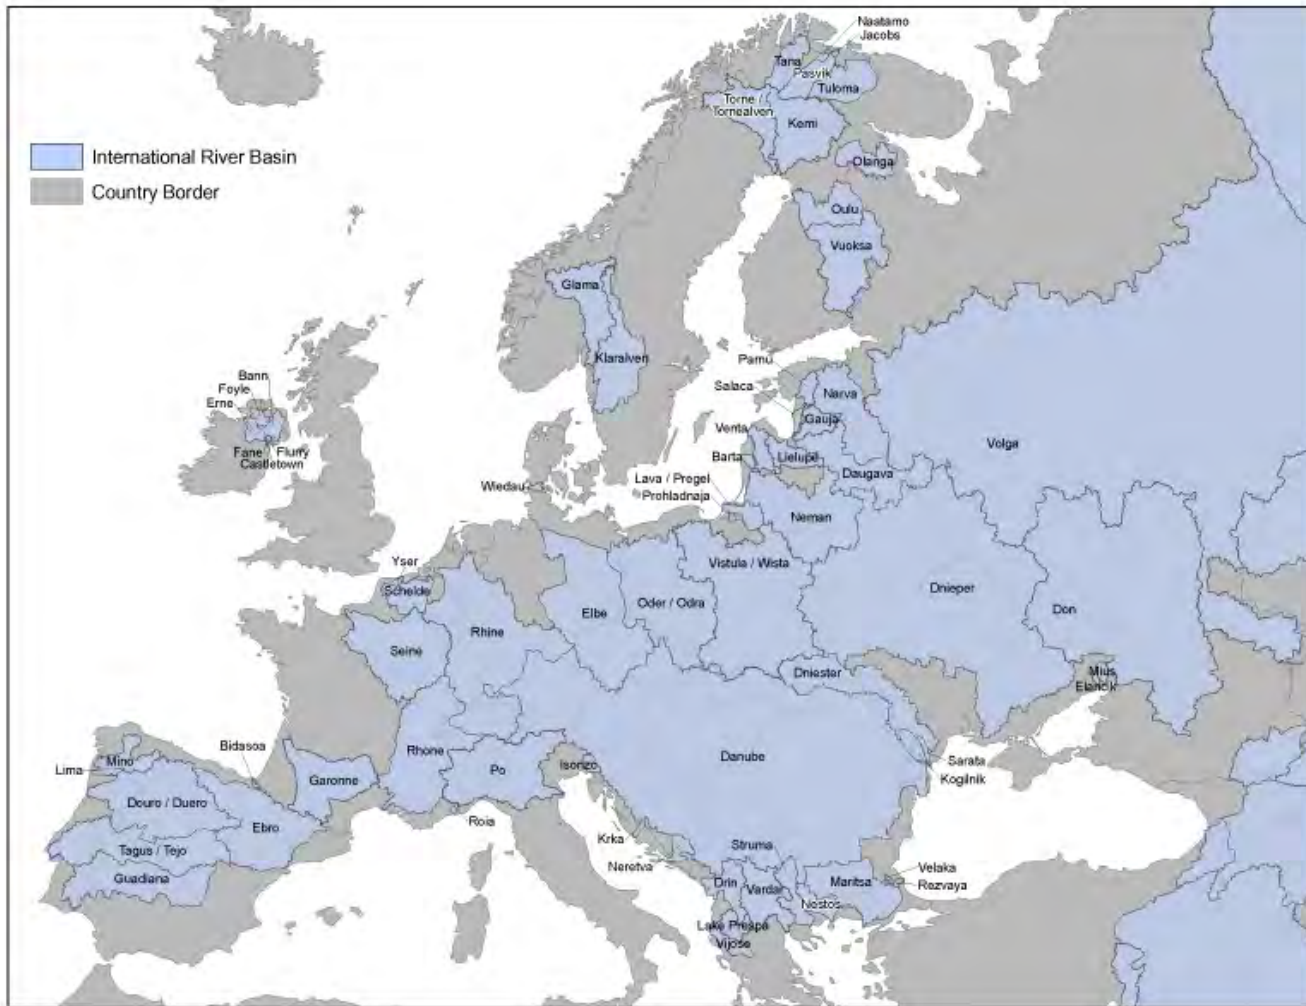 Naatamo
Jacobs
Tana
Pasvik
Tuloma
Torne /
Tornealven
Kemi
International River Basin
Olanga
Country Border
Oulu
Vuoksa
Glama
Klaralven
Parnu
Bann
Salaca
Foyle
Narva
Erne
Gauja
Venta
Volga
Fane
Flurry
Barta
Lielupe
Castletown
Daugava
Lava / Pregel
Wiedau
Prohladnaja
Neman
Yser
Vistula / Wista
Schelde
Dnieper
Oder / Odra
Elbe
Don
Rhine
Seine
Dniester
Mius
Elancik
Bidasoa
Rhone
Danube
Mino
Isonzo
Sarata
Lima
Po
Garonne
Kogilnik
Douro / Duero
Roia
Ebro
Krka
Tagus / Tejo
Struma
Neretva
Velaka
Guadiana
Drin
Maritsa
Rezvaya
Vardar
Nestos
Lake Prespa
Vijose